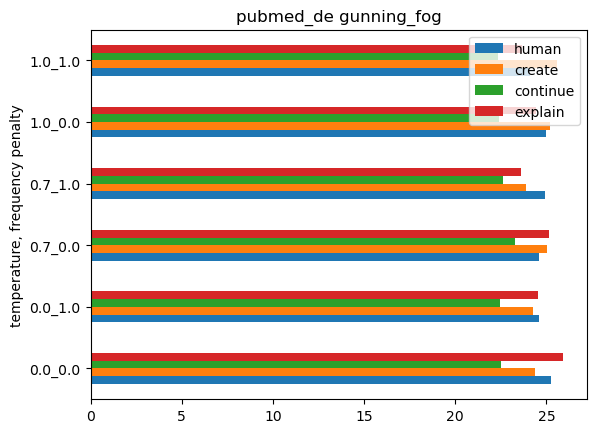 pubmed_de gunning_fog
human
create
continue
explain
temperature, frequency penalty
1.0_1.0
1.0_0.0
0.7_1.0
0.7_0.0
0.0_1.0
0.0_0.0
0 5 10 15 20 25